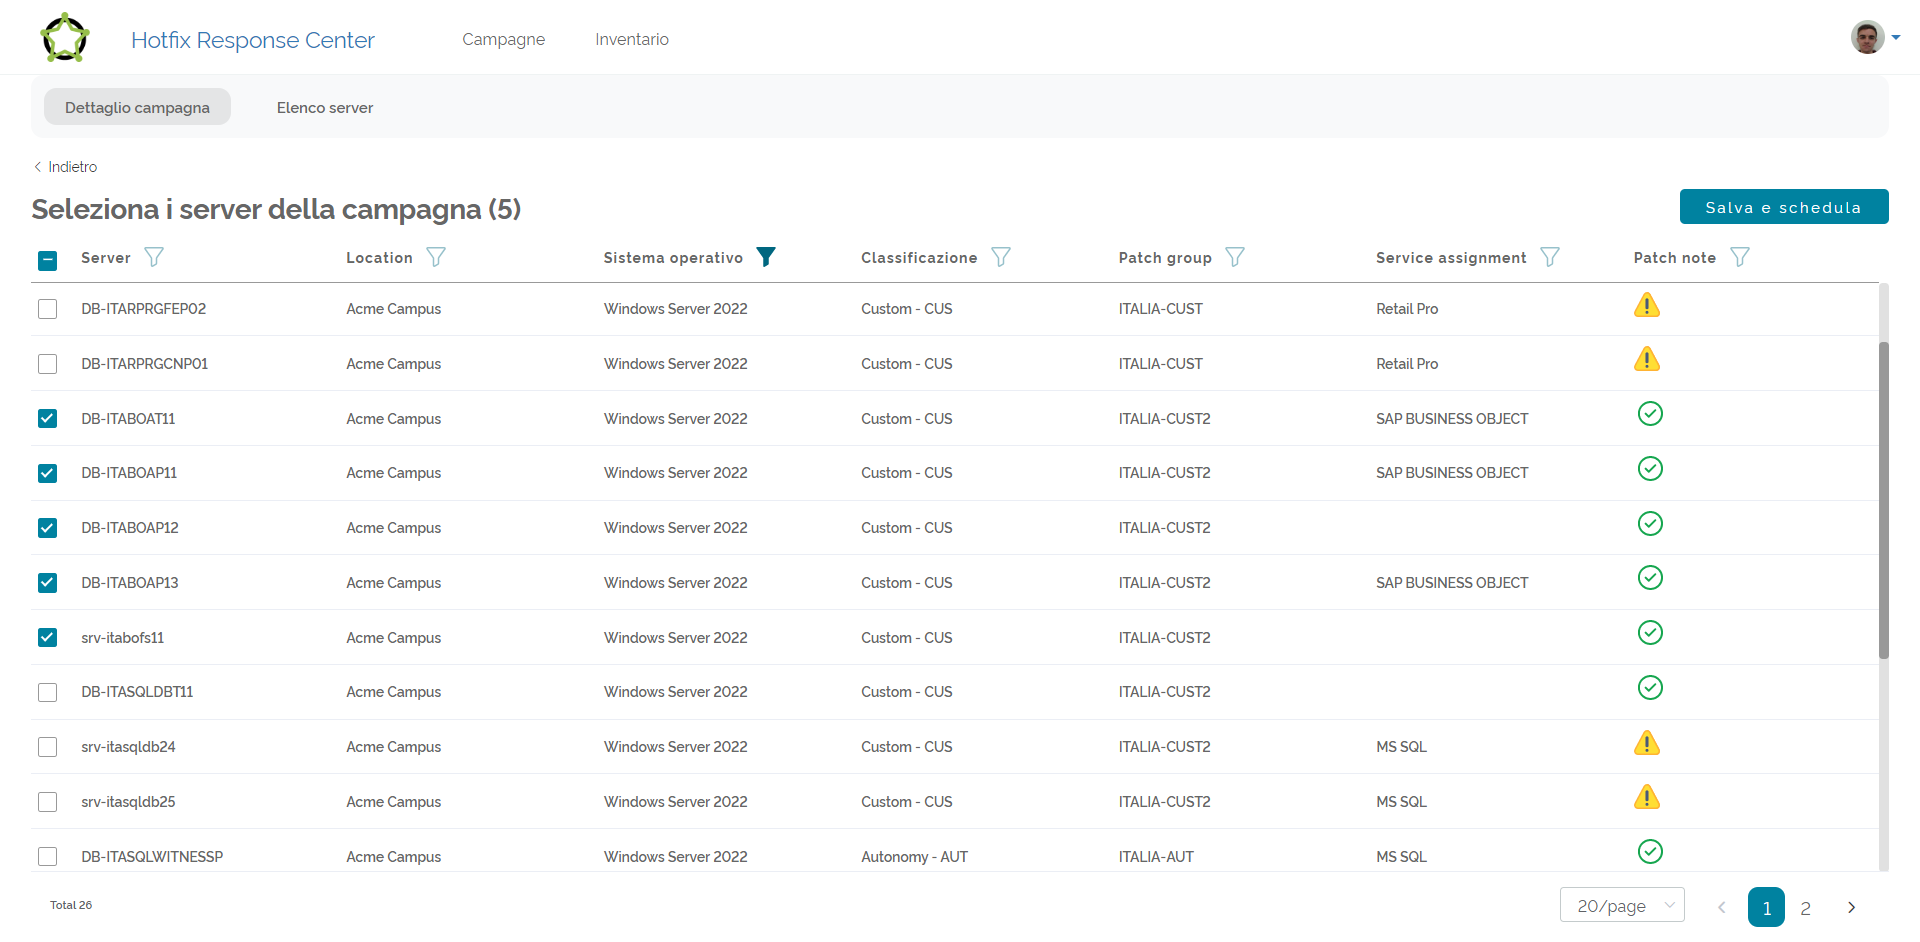 Hotfix Response Center Campagne Inventario
Dettaglio campagna Elenco server
Indietro
Seleziona i server della campagna (5) Salva e schedula
Server Location Sistema operativo Classificazione Patch group Service assignment Patch note
DB-ITARPRGFEP02 Acme Campus Windows Server 2022 Custom - CUS ITALIA-CUST Retail Pro
DB-ITARPRGCNP01 Acme Campus Windows Server 2022 Custom - CUS ITALIA-CUST Retail Pro
DB-ITABOAT11 Acme Campus Windows Server 2022 Custom - CUS ITALIA-CUST2 SAP BUSINESS OBJECT
DB-ITABOAP11 Acme Campus Windows Server 2022 Custom - CUS ITALIA-CUST2 SAP BUSINESS OBJECT
DB-ITABOAP12 Acme Campus Windows Server 2022 Custom - CUS ITALIA-CUST2
DB-ITABOAP13 Acme Campus Windows Server 2022 Custom - CUS ITALIA-CUST2 SAP BUSINESS OBJECT
srv-itabofs11 Acme Campus Windows Server 2022 Custom - CUS ITALIA-CUST2
DB-ITASQLDBT11 Acme Campus Windows Server 2022 Custom - CUS ITALIA-CUST2
srv-itasqldb24 Acme Campus Windows Server 2022 Custom - CUS ITALIA-CUST2 MS SQL
srv-itasqldb25 Acme Campus Windows Server 2022 Custom - CUS ITALIA-CUST2 MS SQL
DB-ITASQLWITNESSP Acme Campus Windows Server 2022 Autonomy - AUT ITALIA-AUT MS SQL
Total 26 20/page 1 2